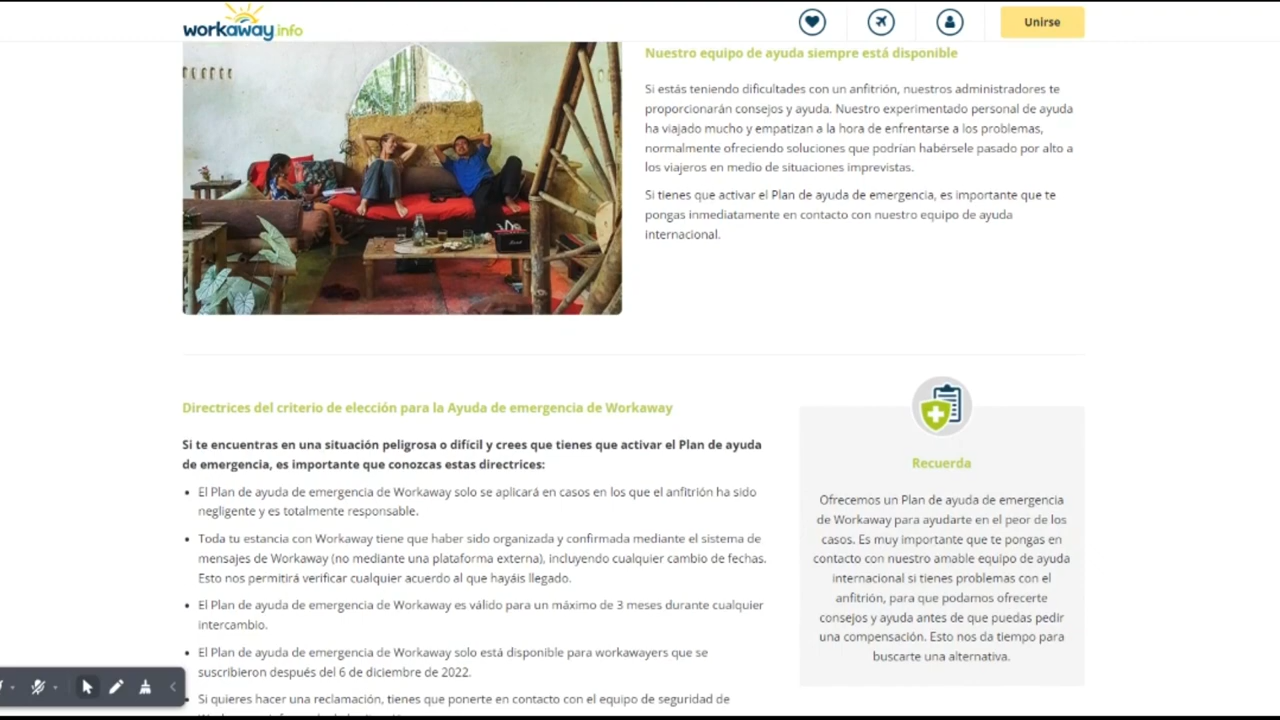 workaway.info
Unirse
Nuestro equipo de ayuda siempre está disponible
Si estás teniendo dificultades con un anfitrión, nuestros administradores te
proporcionarán consejos y ayuda. Nuestro experimentado personal de ayuda
ha viajado mucho y empatizan a la hora de enfrentarse a los problemas,
normalmente ofreciendo soluciones que podrían habérsele pasado por alto a
los viajeros en medio de situaciones imprevistas.
Si tienes que activar el Plan de ayuda de emergencia, es importante que te
pongas inmediatamente en contacto con nuestro equipo de ayuda
internacional.
Directrices del criterio de elección para la Ayuda de emergencia de Workaway
Si te encuentras en una situación peligrosa o difícil y crees que tienes que activar el Plan de ayuda
de emergencia, es importante que conozcas estas directrices:
• El Plan de ayuda de emergencia de Workaway solo se aplicará en casos en los que el anfitrión ha sido
negligente y es totalmente responsable.
• Toda tu estancia con Workaway tiene que haber sido organizada y confirmada mediante el sistema de
mensajes de Workaway (no mediante una plataforma externa), incluyendo cualquier cambio de fechas.
Esto nos permitirá verificar cualquier acuerdo al que hayáis llegado.
• El Plan de ayuda de emergencia de Workaway es válido para un máximo de 3 meses durante cualquier
intercambio.
• El Plan de ayuda de emergencia de Workaway solo está disponible para workawayers que se
suscribieron después del 6 de diciembre de 2022.
• Si quieres hacer una reclamación, tienes que ponerte en contacto con el equipo de seguridad de
Recuerda
Ofrecemos un Plan de ayuda de emergencia
de Workaway para ayudarte en el peor de los
casos. Es muy importante que te pongas en
contacto con nuestro amable equipo de ayuda
internacional si tienes problemas con el
anfitrión, para que podamos ofrecerte
consejos y ayuda antes de que puedas pedir
una compensación. Esto nos da tiempo para
buscarte una alternativa.